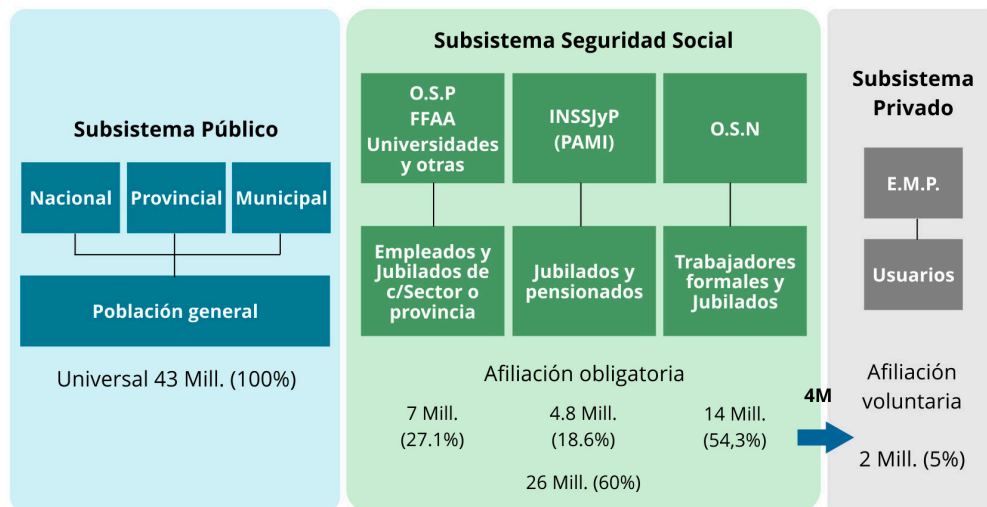 Subsistema Público
Nacional
Provincial
Municipal
Población general
Universal 43 Mill. (100%)
Subsistema Seguridad Social
O.S.P
FFAA
Universidades
y otras
INSSJyP
(PAMI)
O.S.N
Empleados y
Jubilados de
c/Sector o
provincia
Jubilados y
pensionados
Trabajadores
formales y
Jubilados
Afiliación obligatoria
7 Mill.
(27.1%)
4.8 Mill.
(18.6%)
14 Mill.
(54,3%)
26 Mill. (60%)
4M
Subsistema
Privado
E.M.P.
Usuarios
Afiliación
voluntaria
2 Mill. (5%)